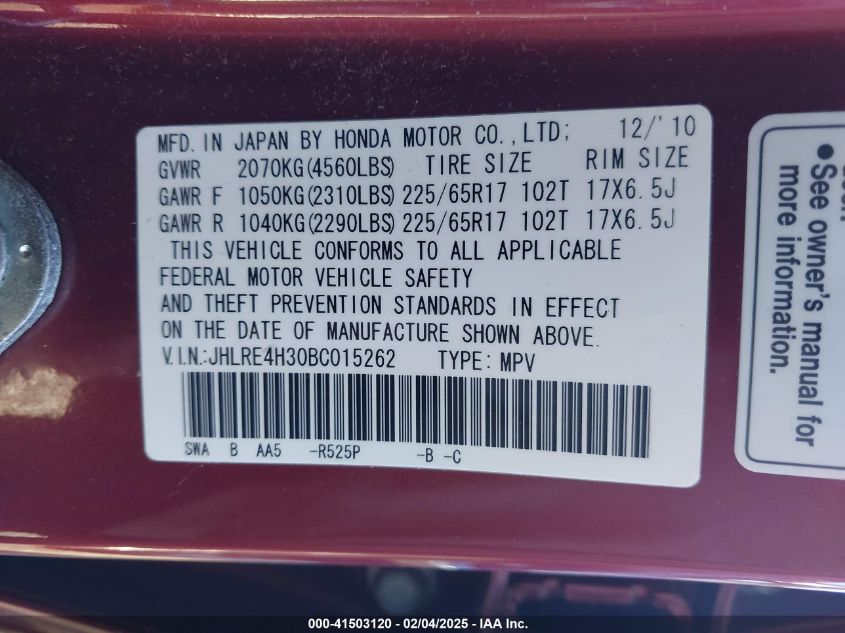 MFD. IN JAPAN BY HONDA MOTOR CO.,LTD; 12/'10
GVWR 2070KG(4560LBS) TIRE SIZE RIM SIZE
GAWR F 1050KG(2310LBS) 225/65R17 102T 17X6.5J
GAWR R 1040KG(2290LBS) 225/65R17 102T 17X6.5J
THIS VEHICLE CONFORMS TO ALL APPLICABLE
FEDERAL MOTOR VEHICLE SAFETY
AND THEFT PREVENTION STANDARDS IN EFFECT
ON THE DATE OF MANUFACTURE SHOWN ABOVE.
V.I.N.:JHLRE4H30BC015262 TYPE: MPV
SWA B AA5 -R525P -B -C
•See owner's manual for
more information.
000-41503120 - 02/04/2025 - IAA Inc.